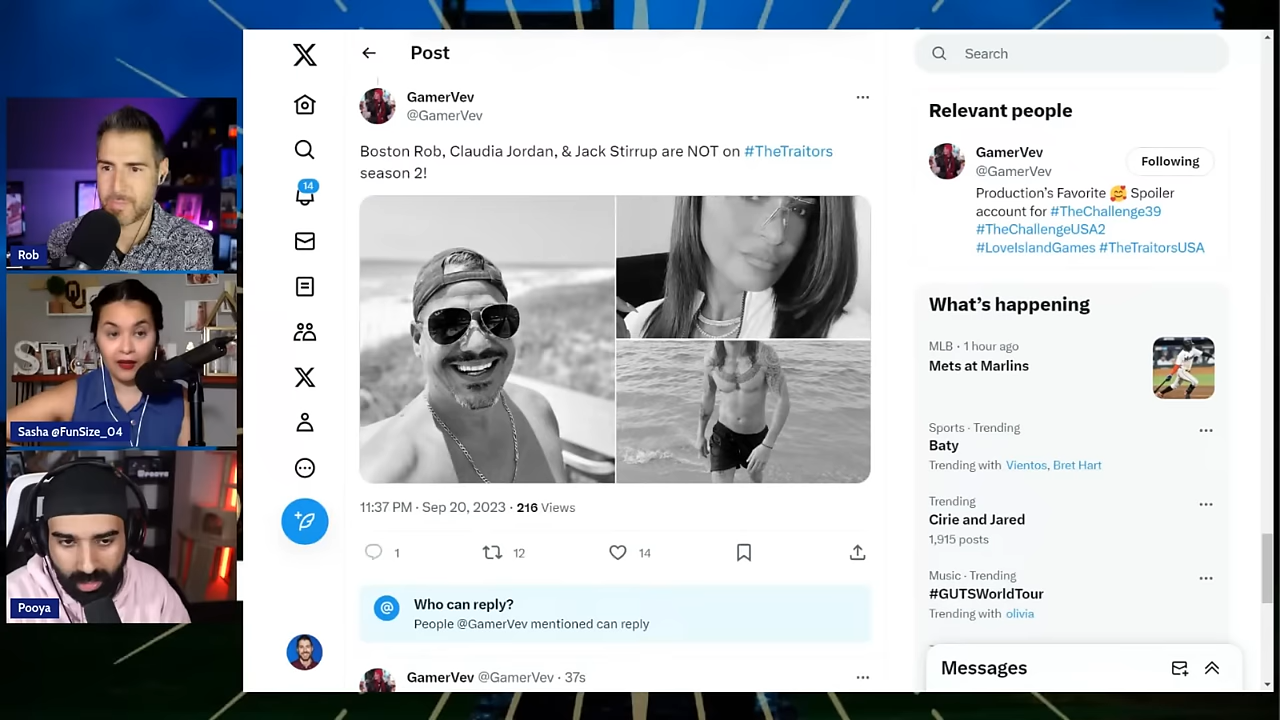 Post
Search
GamerVev
@GamerVev
Boston Rob, Claudia Jordan, & Jack Stirrup are NOT on #TheTraitors
season 2!
14
11:37 PM · Sep 20, 2023 · 216 Views
1
12
14
Who can reply?
People @GamerVev mentioned can reply
GamerVev @GamerVev · 37s
Relevant people
GamerVev
@GamerVev
Following
Production's Favorite 🥰 Spoiler
account for #TheChallenge39
#TheChallengeUSA2
#LoveIslandGames #TheTraitorsUSA
What's happening
MLB · 1 hour ago
Mets at Marlins
Sports · Trending
Baty
Trending with Vientos, Bret Hart
Trending
Cirie and Jared
1,915 posts
Music · Trending
#GUTSWorldTour
Trending with olivia
Messages
Rob
Sasha @FunSize_04
Pooya